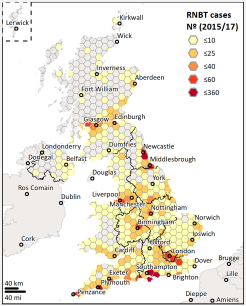 RNBT cases
Nº (2015/17)
≤10
≤25
≤40
≤60
≤360
Lerwick
Kirkwall
Wick
Inverness
Aberdeen
Fort William
Glasgow
Edinburgh
Dumfries
Newcastle
Londonderry
Donegal
Belfast
Middlesbrough
Douglas
York
Ros Comain
Dublin
Liverpool
Manchester
Nottingham
Norwich
Birmingham
Ipswich
Cork
Cardiff
Oxford
London
Dover
Brugge
Exeter
Southampton
Brighton
Lille
Plymouth
Penzance
Dieppe
Amiens
40 km
40 mi